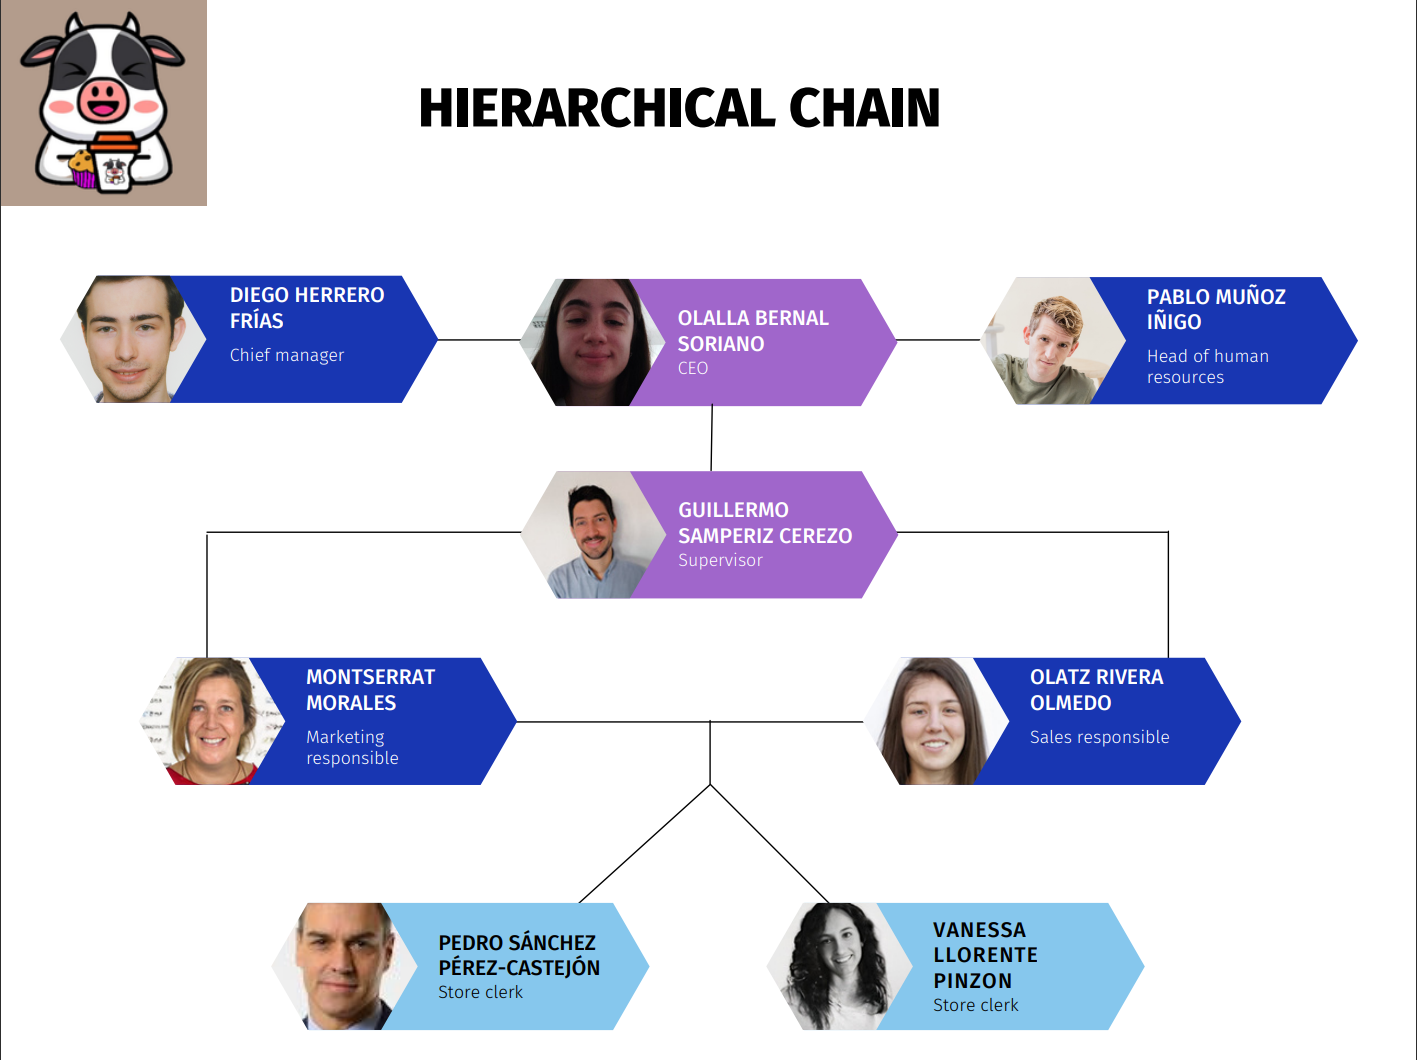 HIERARCHICAL CHAIN
DIEGO HERRERO
FRÍAS
Chief manager
OLALLA BERNAL
SORIANO
CEO
PABLO MUÑOZ
IÑIGO
Head of human
resources
GUILLERMO
SAMPERIZ CEREZO
Supervisor
MONTSERRAT
MORALES
Marketing
responsible
OLATZ RIVERA
OLMEDO
Sales responsible
PEDRO SÁNCHEZ
PÉREZ-CASTEJÓN
Store clerk
VANESSA
LLORENTE
PINZON
Store clerk